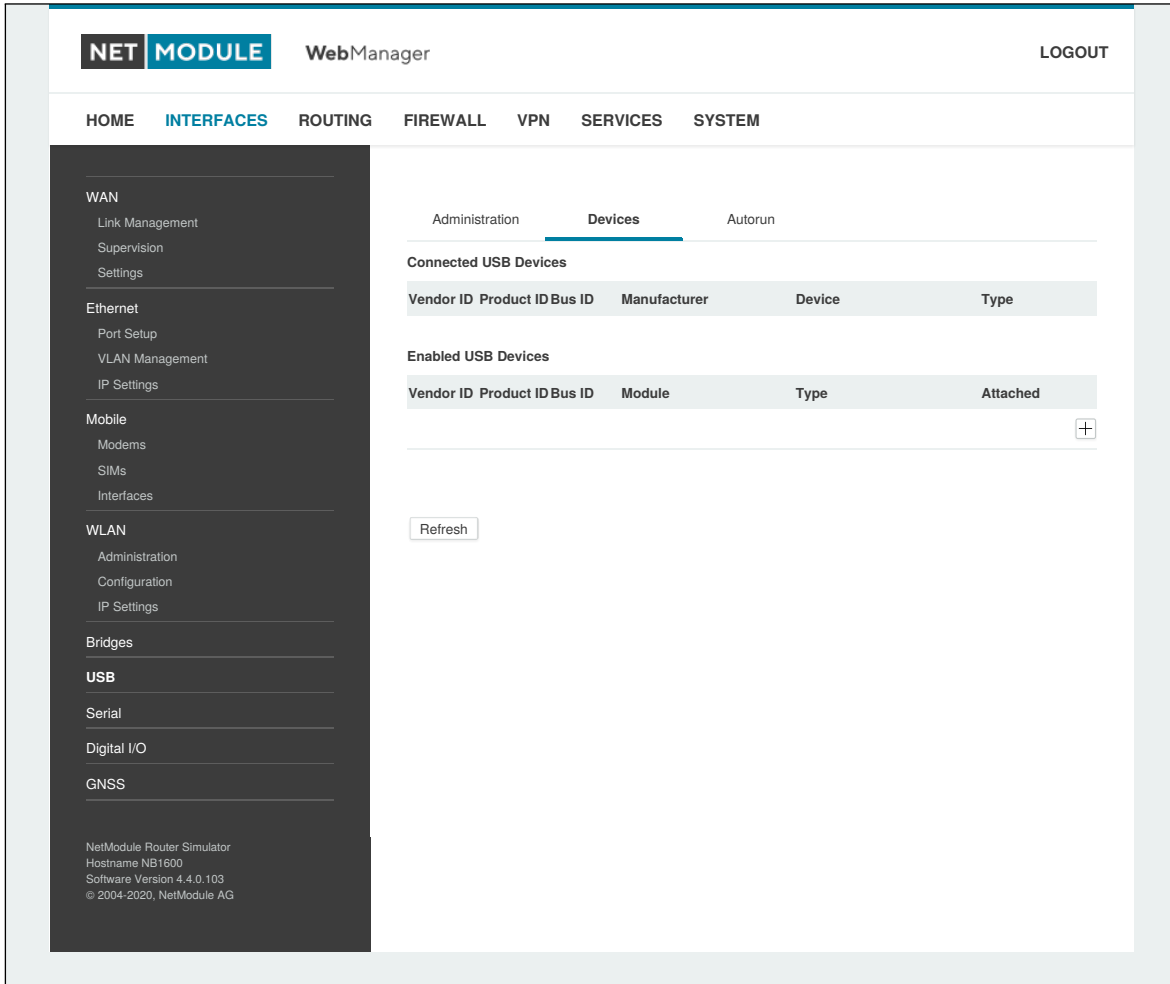 NET MODULE WebManager LOGOUT
HOME INTERFACES ROUTING FIREWALL VPN SERVICES SYSTEM
WAN
Link Management
Supervision
Settings
Ethernet
Port Setup
VLAN Management
IP Settings
Mobile
Modems
SIMs
Interfaces
WLAN
Administration
Configuration
IP Settings
Bridges
USB
Serial
Digital I/O
GNSS
NetModule Router Simulator
Hostname NB1600
Software Version 4.4.0.103
© 2004-2020, NetModule AG
Administration Devices Autorun
Connected USB Devices
Vendor ID Product ID Bus ID Manufacturer Device Type
Enabled USB Devices
Vendor ID Product ID Bus ID Module Type Attached
Refresh